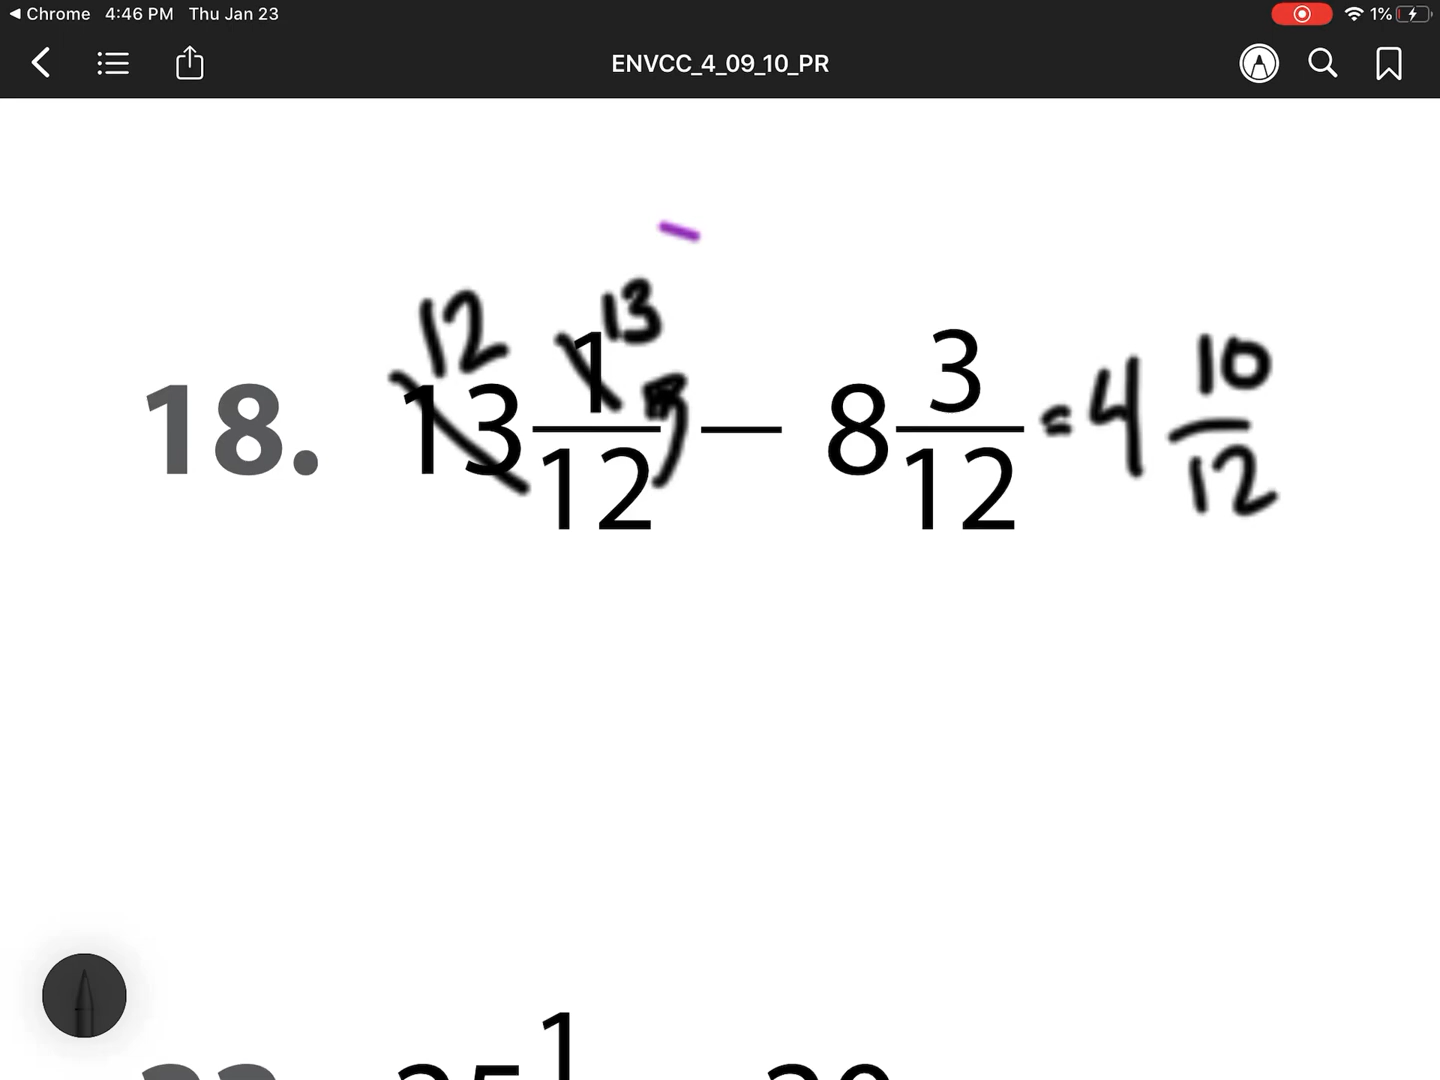 Chrome 4:46 PM Thu Jan 23 1%
ENVCC_4_09_10_PR
12 13
18. 13 1/12 — 8 3/12 = 4 10/12
1